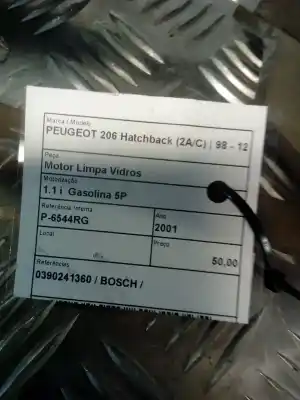 Marca / Modelo
PEUGEOT 206 Hatchback (2A/C) | 98 - 12
Peça
Motor Limpa Vidros
Motorização
1.1 i Gasolina 5P
Referência Interna
P-6544RG
Ano
2001
Local
Preço
50,00
Referências
0390241360 / BOSCH /